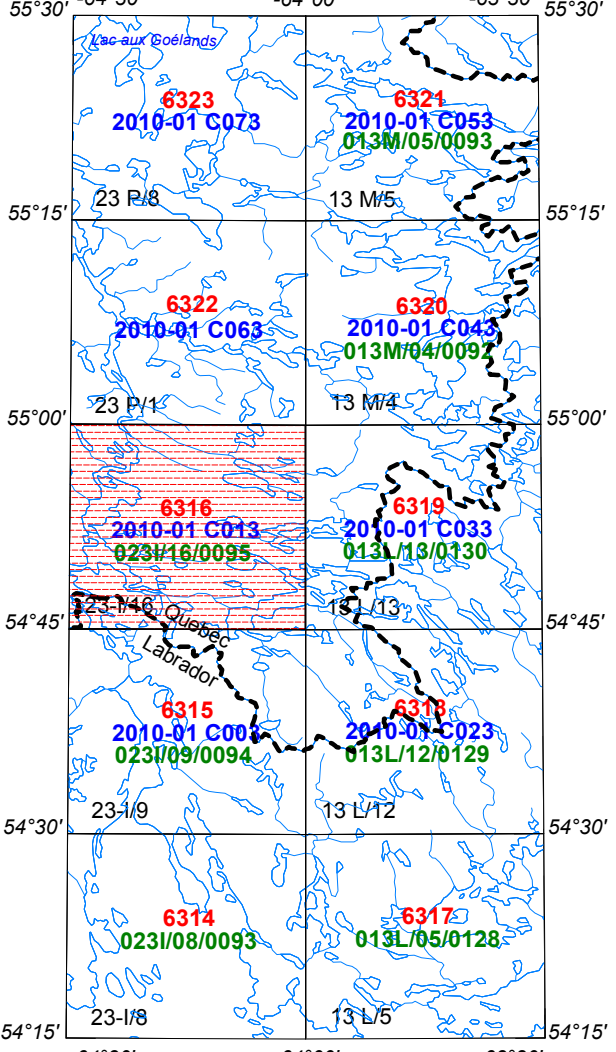 55°30'
55°30'
Lac aux Goélands
6323
2010-01 C073
23 P/8
6321
2010-01 C053
013M/05/0093
13 M/5
55°15'
55°15'
6322
2010-01 C063
23 P/1
6320
2010-01 C043
013M/04/0092
13 M/4
55°00'
55°00'
6316
2010-01 C013
023I/16/0095
23-I/16
Quebec
Labrador
6319
2010-01 C033
013L/13/0130
13 L/13
54°45'
54°45'
6315
2010-01 C003
023I/09/0094
23-I/9
6318
2010-01 C023
013L/12/0129
13 L/12
54°30'
54°30'
6314
023I/08/0093
23-I/8
6317
013L/05/0128
13 L/5
54°15'
54°15'